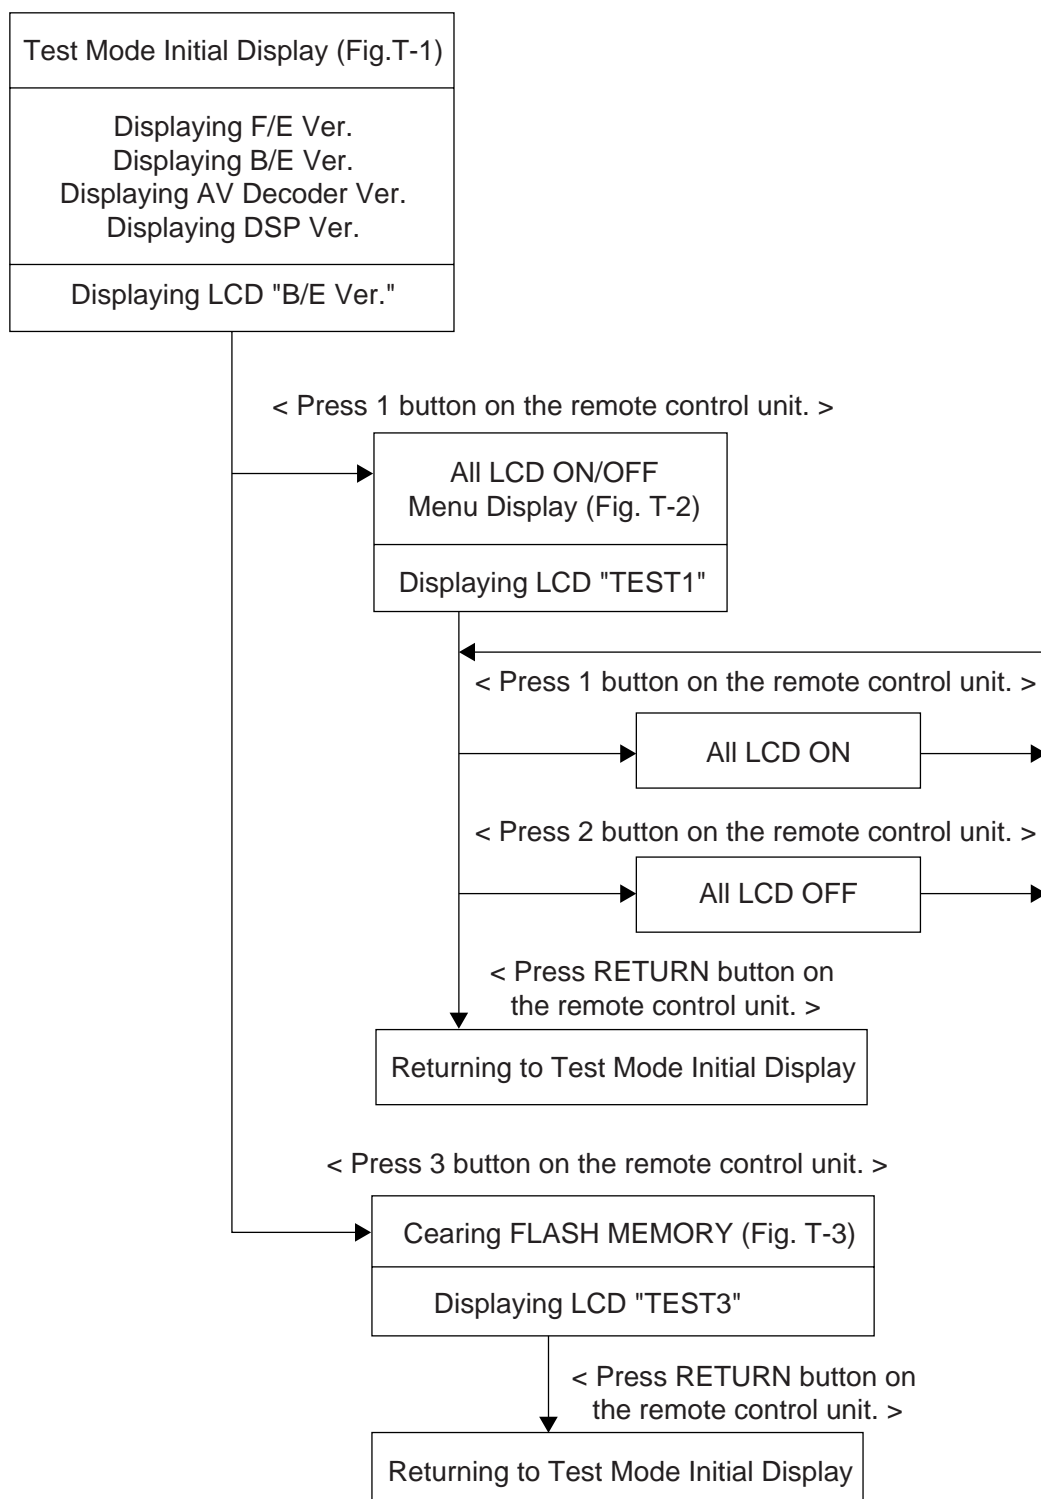 Test Mode Initial Display (Fig.T-1)
Displaying F/E Ver.
Displaying B/E Ver.
Displaying AV Decoder Ver.
Displaying DSP Ver.
Displaying LCD "B/E Ver."
< Press 1 button on the remote control unit. >
All LCD ON/OFF
Menu Display (Fig. T-2)
Displaying LCD "TEST1"
< Press 1 button on the remote control unit. >
All LCD ON
< Press 2 button on the remote control unit. >
All LCD OFF
< Press RETURN button on
the remote control unit. >
Returning to Test Mode Initial Display
< Press 3 button on the remote control unit. >
Cearing FLASH MEMORY (Fig. T-3)
Displaying LCD "TEST3"
< Press RETURN button on
the remote control unit. >
Returning to Test Mode Initial Display